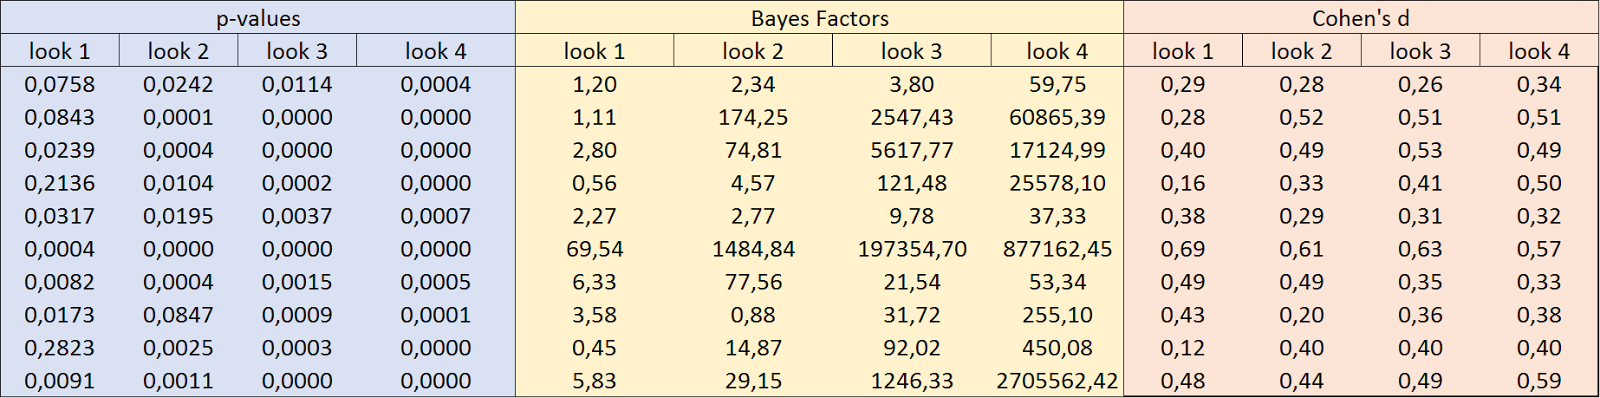 p-values Bayes Factors Cohen's d
look 1 look 2 look 3 look 4 look 1 look 2 look 3 look 4 look 1 look 2 look 3 look 4
0,0758 0,0242 0,0114 0,0004 1,20 2,34 3,80 59,75 0,29 0,28 0,26 0,34
0,0843 0,0001 0,0000 0,0000 1,11 174,25 2547,43 60865,39 0,28 0,52 0,51 0,51
0,0239 0,0004 0,0000 0,0000 2,80 74,81 5617,77 17124,99 0,40 0,49 0,53 0,49
0,2136 0,0104 0,0002 0,0000 0,56 4,57 121,48 25578,10 0,16 0,33 0,41 0,50
0,0317 0,0195 0,0037 0,0007 2,27 2,77 9,78 37,33 0,38 0,29 0,31 0,32
0,0004 0,0000 0,0000 0,0000 69,54 1484,84 197354,70 877162,45 0,69 0,61 0,63 0,57
0,0082 0,0004 0,0015 0,0005 6,33 77,56 21,54 53,34 0,49 0,49 0,35 0,33
0,0173 0,0847 0,0009 0,0001 3,58 0,88 31,72 255,10 0,43 0,20 0,36 0,38
0,2823 0,0025 0,0003 0,0000 0,45 14,87 92,02 450,08 0,12 0,40 0,40 0,40
0,0091 0,0011 0,0000 0,0000 5,83 29,15 1246,33 2705562,42 0,48 0,44 0,49 0,59